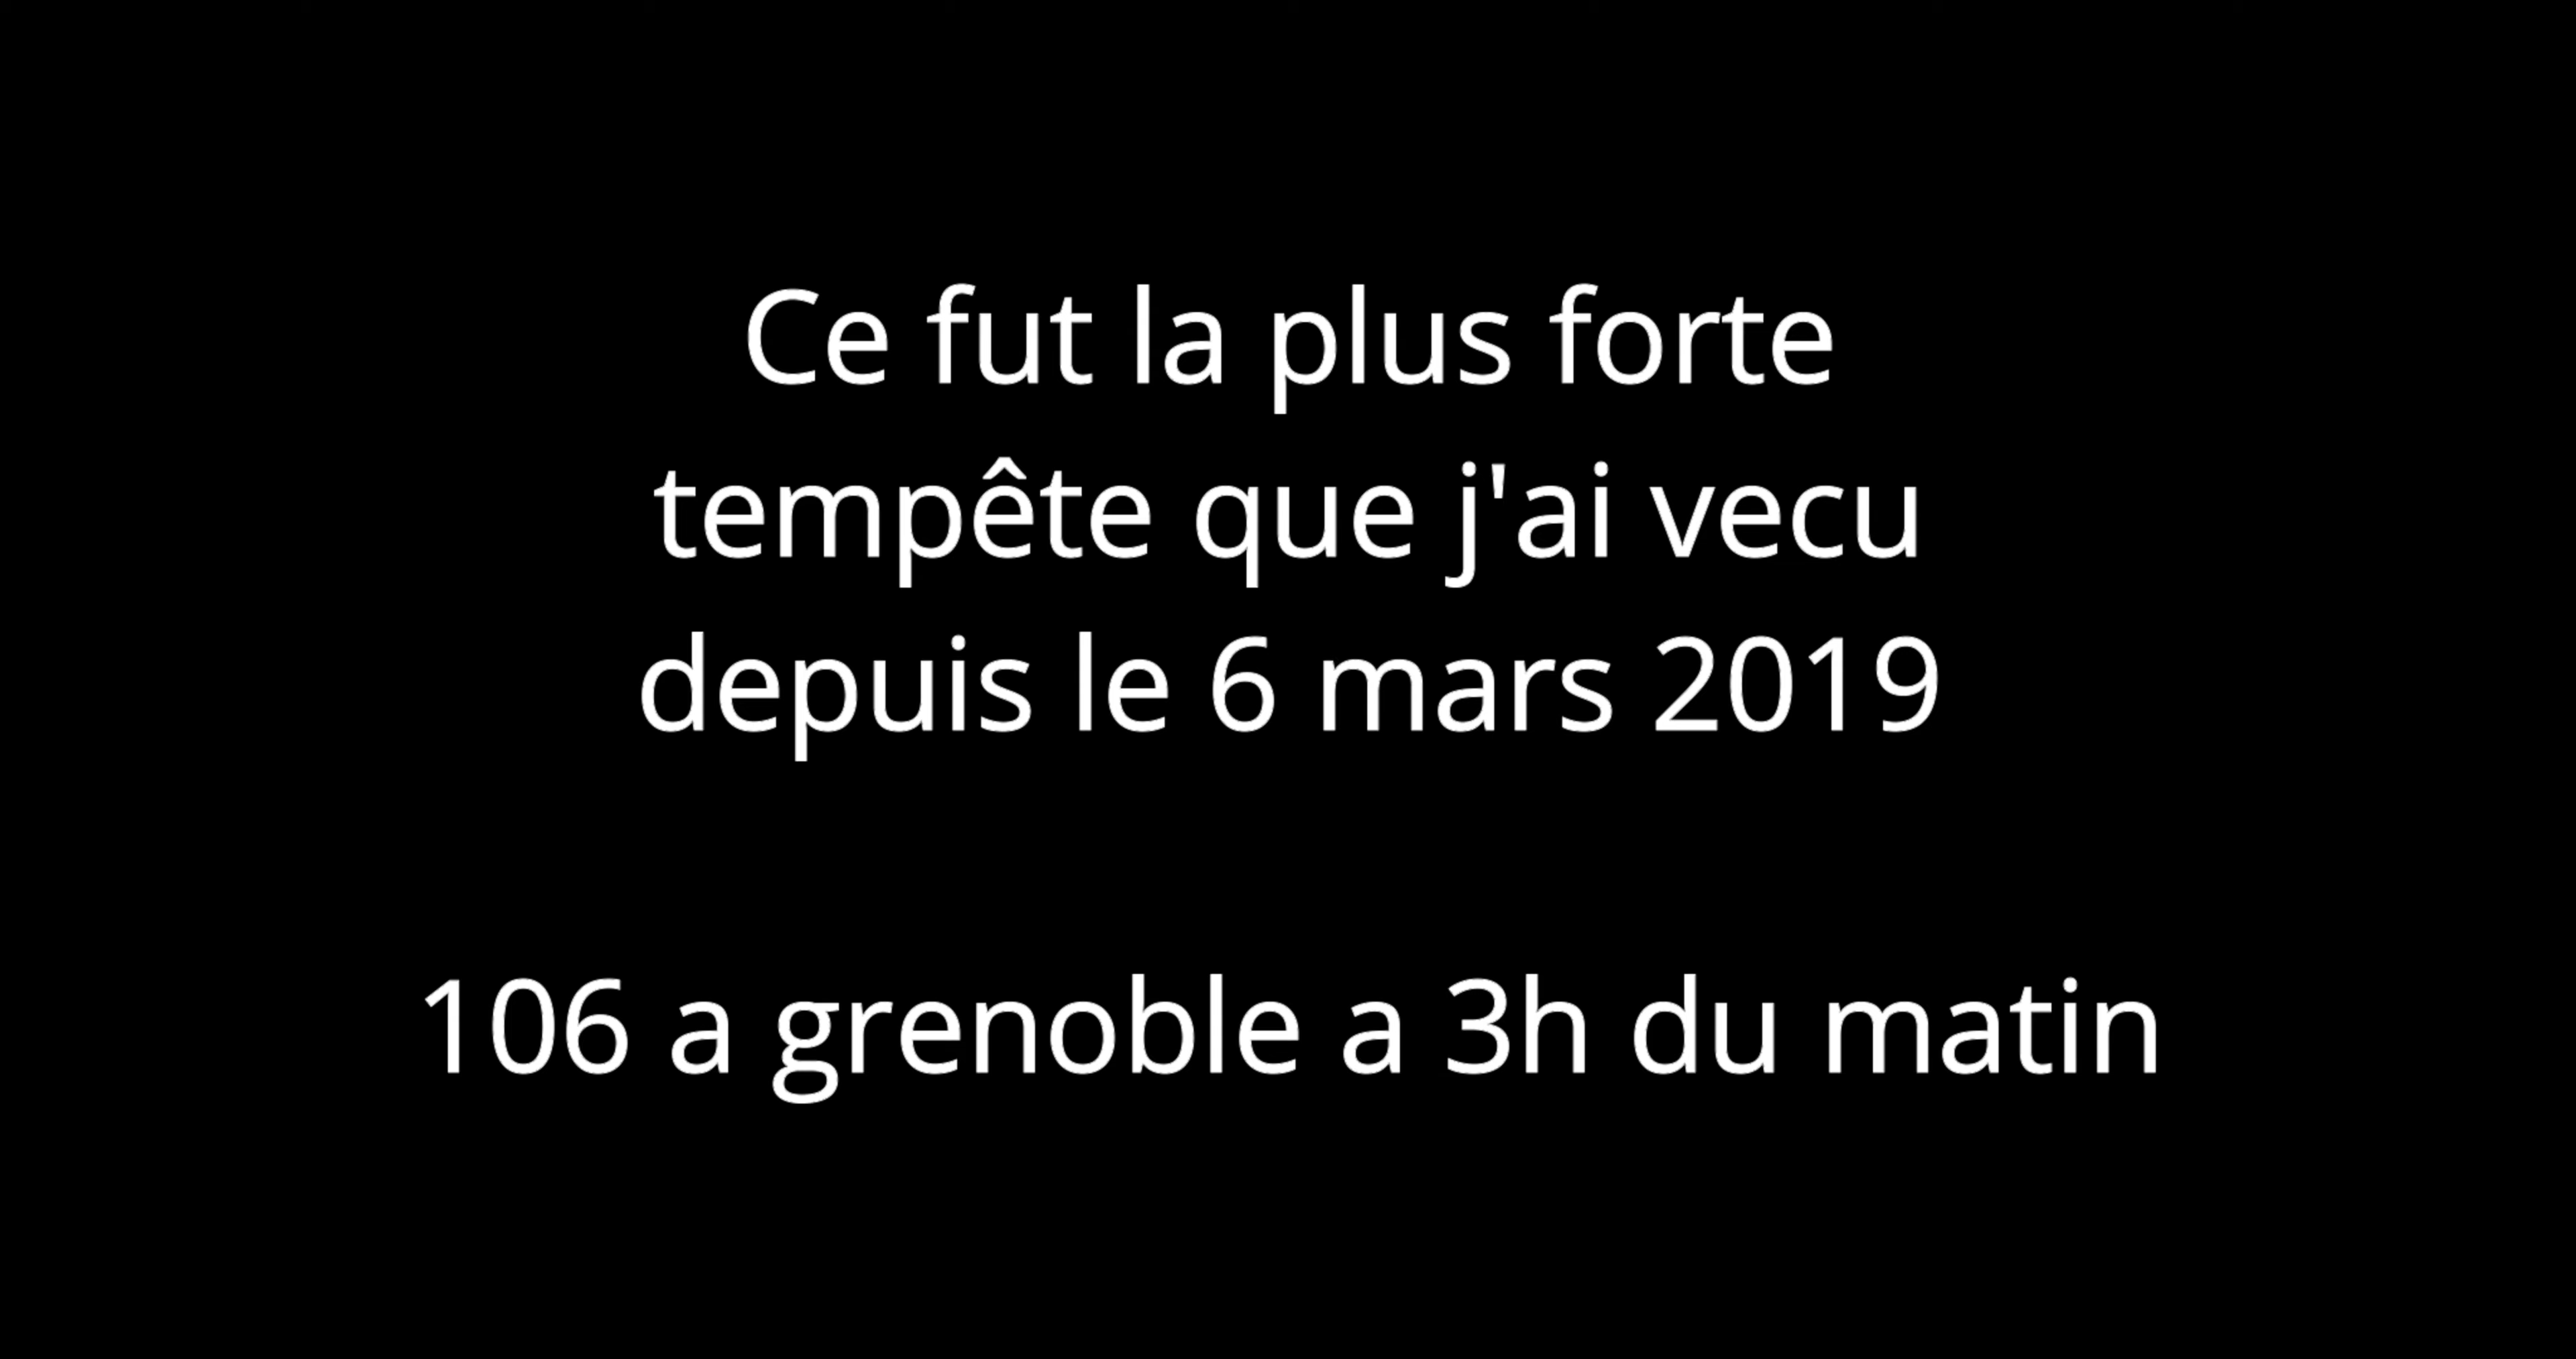 Ce fut la plus forte
tempête que j'ai vecu
depuis le 6 mars 2019
106 a grenoble a 3h du matin